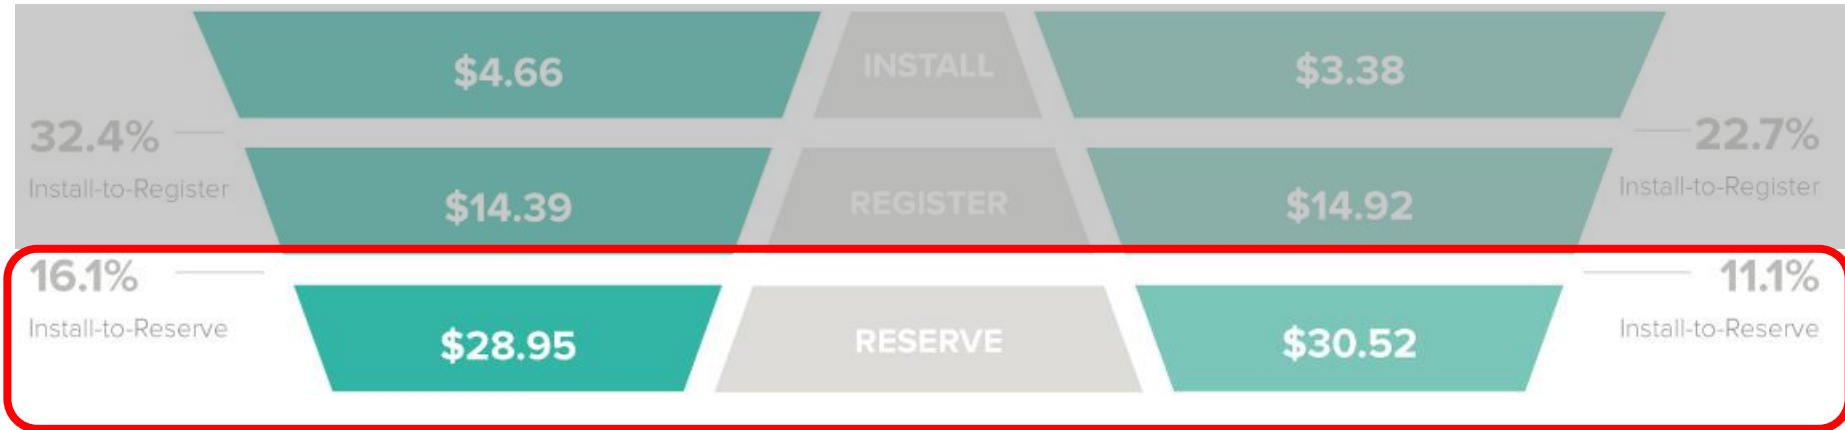 $4.66 INSTALL $3.38
32.4% 22.7%
Install-to-Register Install-to-Register
$14.39 REGISTER $14.92
16.1% 11.1%
Install-to-Reserve Install-to-Reserve
$28.95 RESERVE $30.52